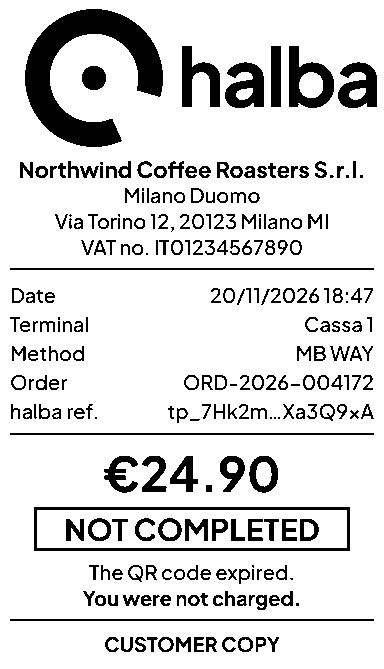 halba
Northwind Coffee Roasters S.r.l.
Milano Duomo
Via Torino 12, 20123 Milano MI
VAT no. IT01234567890
Date 20/11/2026 18:47
Terminal Cassa 1
Method MB WAY
Order ORD-2026-004172
halba ref. tp_7Hk2m…Xa3Q9xA
€24.90
NOT COMPLETED
The QR code expired.
You were not charged.
CUSTOMER COPY